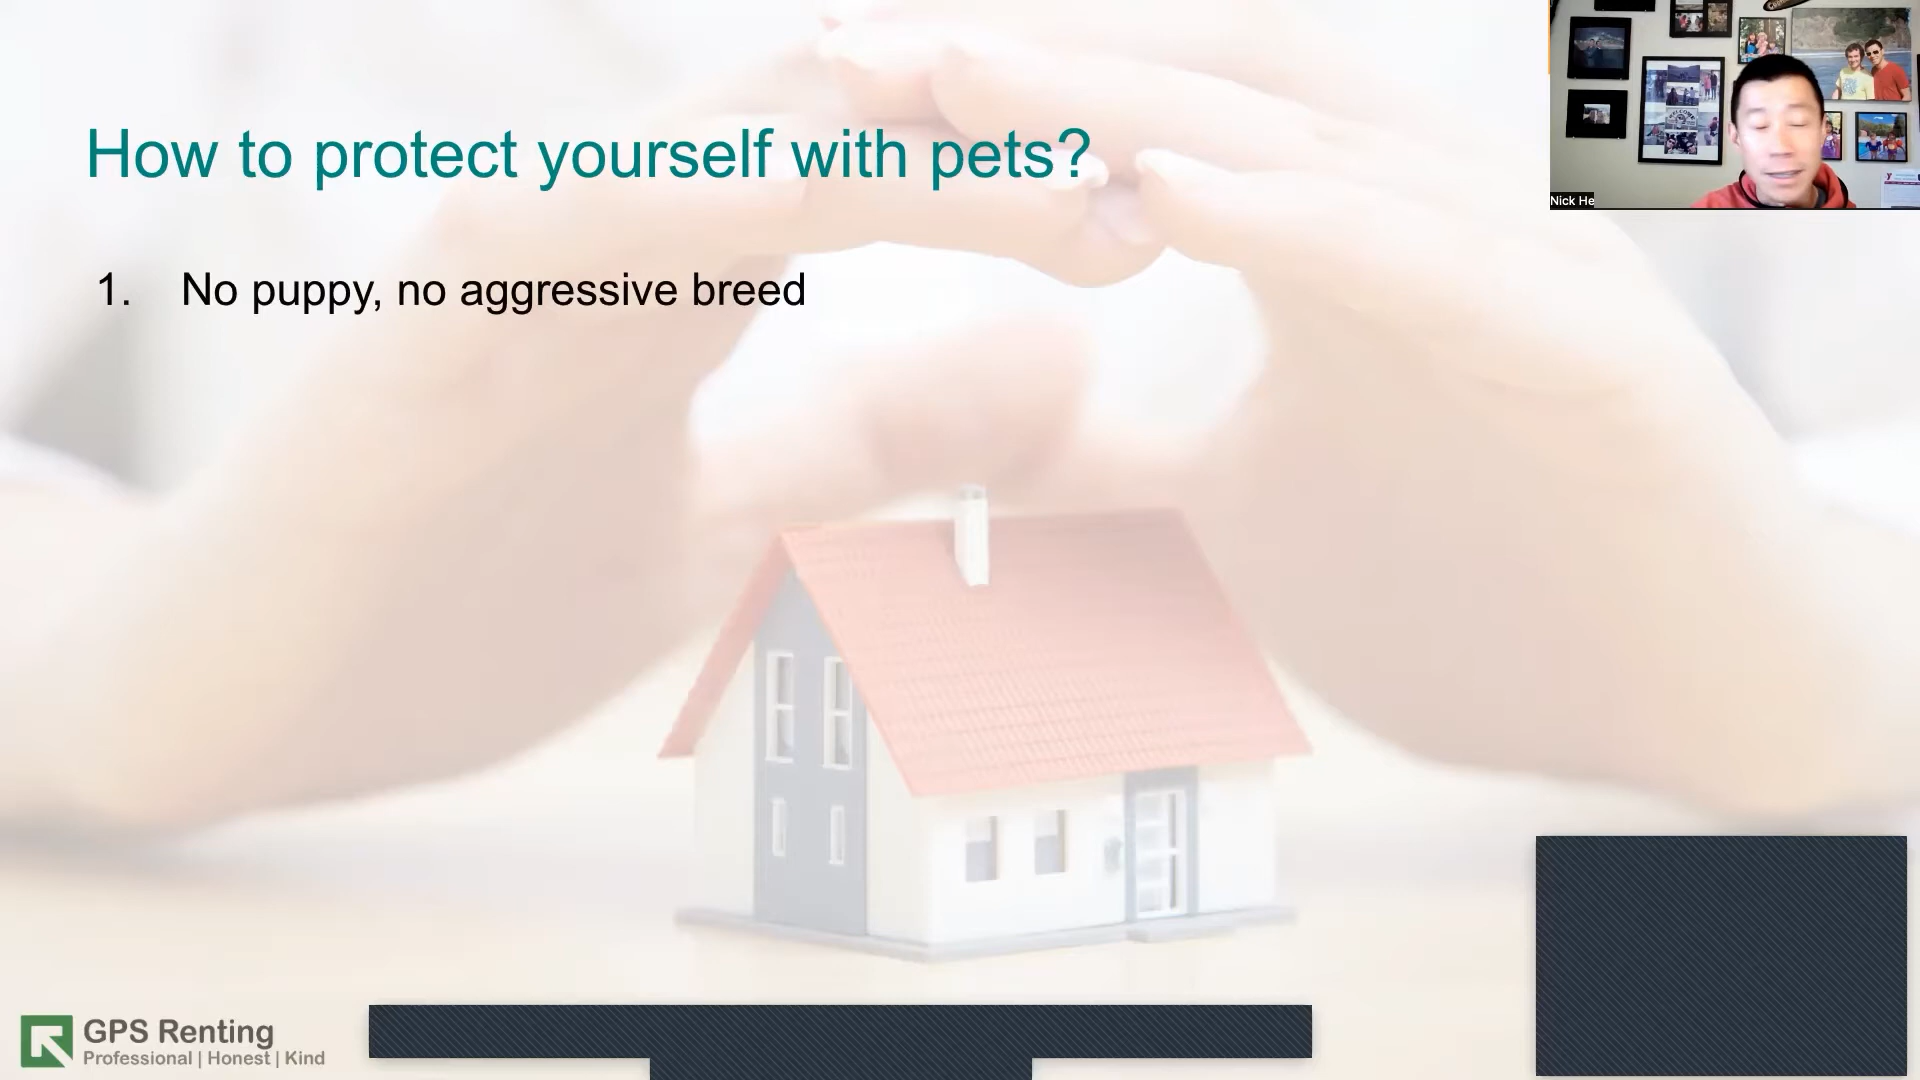 How to protect yourself with pets?
1. No puppy, no aggressive breed
Nick He
GPS Renting
Professional | Honest | Kind